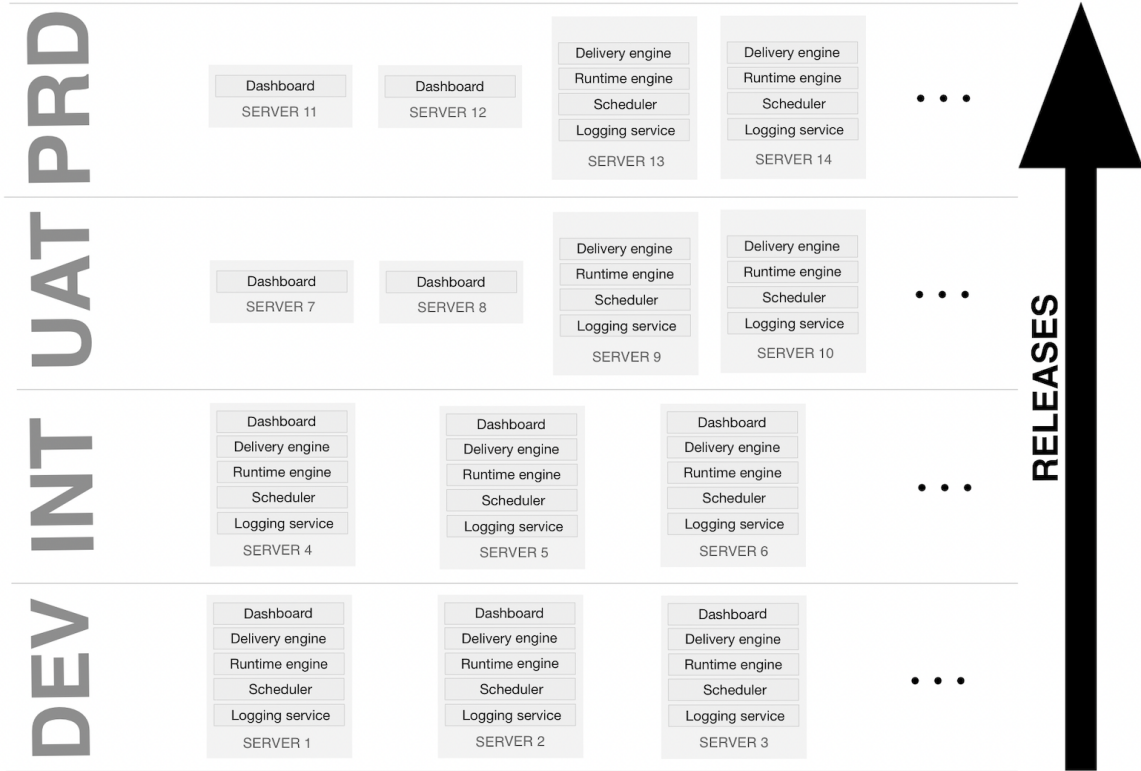 PRD
Dashboard
SERVER 11
Dashboard
SERVER 12
Delivery engine
Runtime engine
Scheduler
Logging service
SERVER 13
Delivery engine
Runtime engine
Scheduler
Logging service
SERVER 14
UAT
Dashboard
SERVER 7
Dashboard
SERVER 8
Delivery engine
Runtime engine
Scheduler
Logging service
SERVER 9
Delivery engine
Runtime engine
Scheduler
Logging service
SERVER 10
INT
Dashboard
Delivery engine
Runtime engine
Scheduler
Logging service
SERVER 4
Dashboard
Delivery engine
Runtime engine
Scheduler
Logging service
SERVER 5
Dashboard
Delivery engine
Runtime engine
Scheduler
Logging service
SERVER 6
DEV
Dashboard
Delivery engine
Runtime engine
Scheduler
Logging service
SERVER 1
Dashboard
Delivery engine
Runtime engine
Scheduler
Logging service
SERVER 2
Dashboard
Delivery engine
Runtime engine
Scheduler
Logging service
SERVER 3
RELEASES